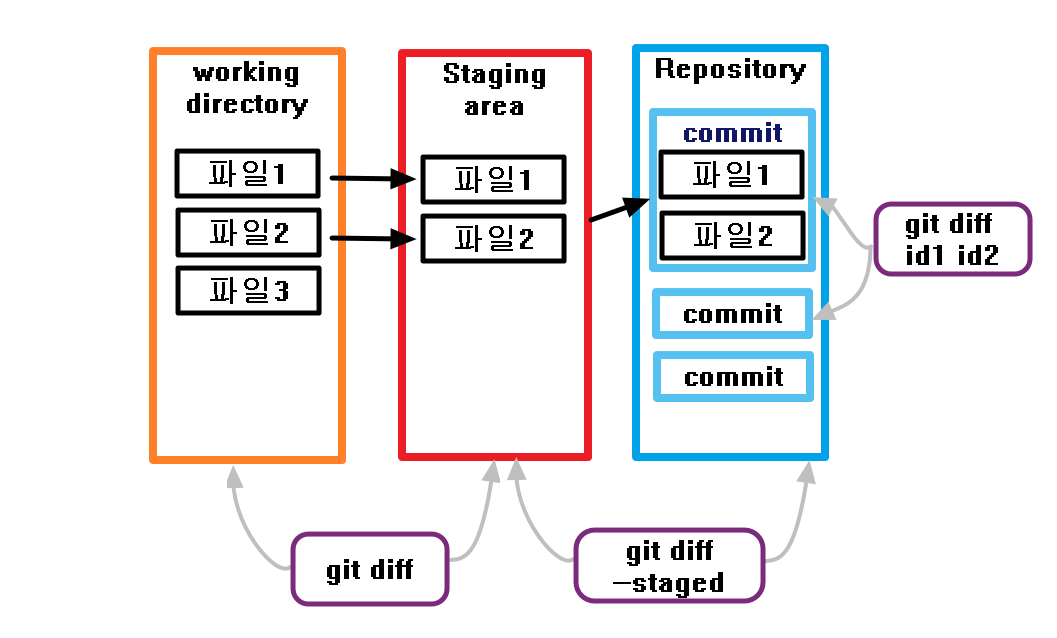 working
directory
파일1
파일2
파일3
Staging
area
파일1
파일2
Repository
commit
파일1
파일2
commit
commit
git diff
id1 id2
git diff
git diff
—staged